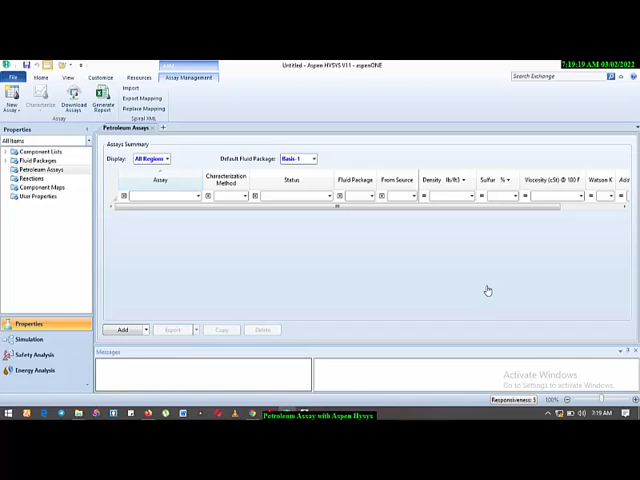 Untitled - Aspen HYSYS V11 - aspenONE
7:19:19 AM 03/02/2022
File Home View Customize Resources Assay Management
Search Exchange
New Assay
Characterize
Download Assays
Generate Report
Import
Export Mapping
Replace Mapping
Assay
Spiral XML
Properties
All Items
Component Lists
Fluid Packages
Petroleum Assays
Reactions
Component Maps
User Properties
Properties
Simulation
Safety Analysis
Energy Analysis
Petroleum Assays
Assays Summary
Display: All Regions
Default Fluid Package: Basis-1
Assay
Characterization Method
Status
Fluid Package
From Source
Density lb/ft3
Sulfur %
Viscosity (cSt) @ 100 F
Watson K
Add
Export
Copy
Delete
Messages
Activate Windows
Go to Settings to activate Windows.
Responsiveness: 5
100%
Petroleum Assay with Aspen Hysys
7:19 AM